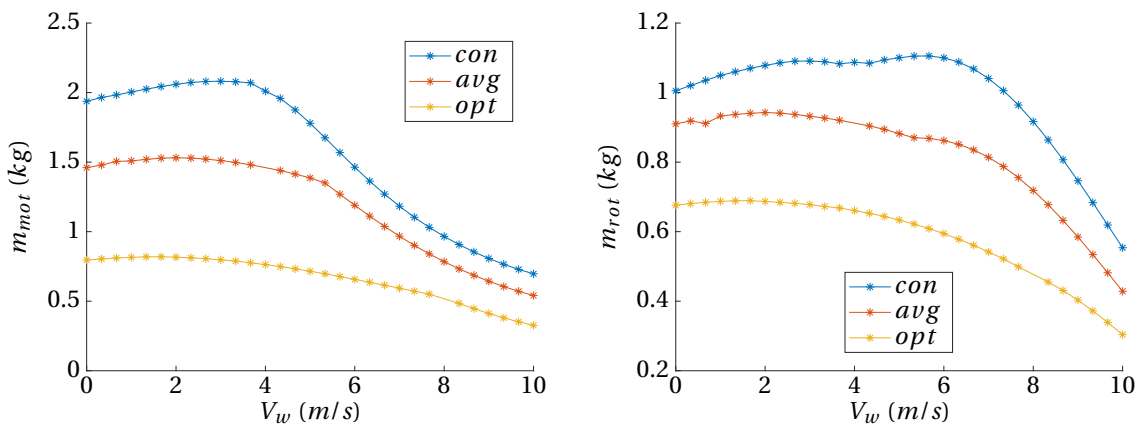 2.5
2
1.5
1
0.5
0
m_mot (kg)
con
avg
opt
0 2 4 6 8 10
V_w (m/s)
1.2
1
0.8
0.6
0.4
0.2
m_rot (kg)
con
avg
opt
0 2 4 6 8 10
V_w (m/s)